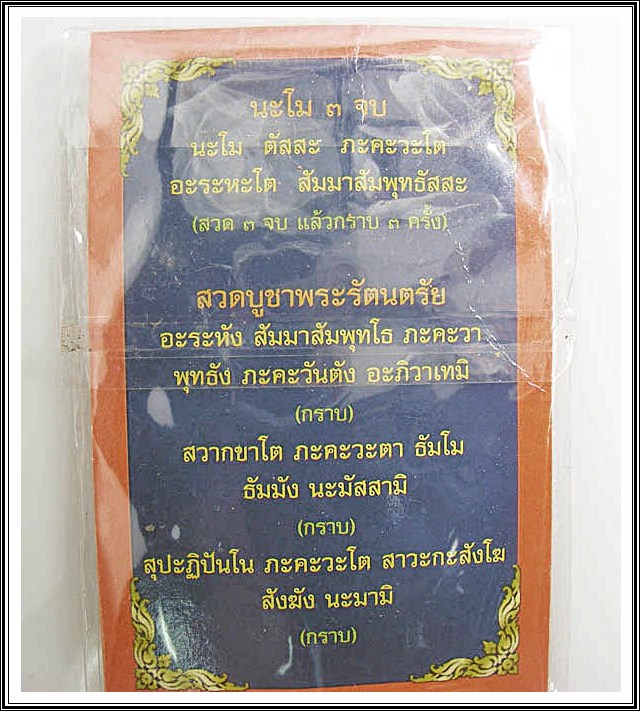 นะโม ๓ จบ
นะโม ตัสสะ ภะคะวะโต
อะระหะโต สัมมาสัมพุทธัสสะ
(สวด ๓ จบ แล้วกราบ ๓ ครั้ง)
สวดบูชาพระรัตนตรัย
อะระหัง สัมมาสัมพุทโธ ภะคะวา
พุทธัง ภะคะวันตัง อะภิวาเทมิ
(กราบ)
สวากขาโต ภะคะวะตา ธัมโม
ธัมมัง นะมัสสามิ
(กราบ)
สุปะฏิปันโน ภะคะวะโต สาวะกะสังโฆ
สังฆัง นะมามิ
(กราบ)